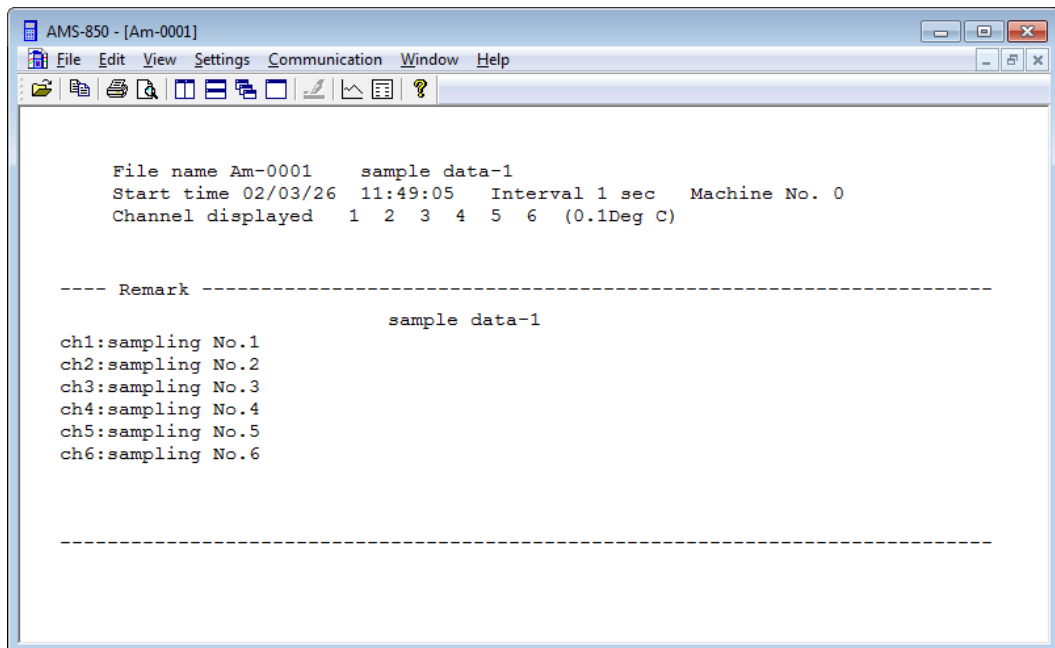 AMS-850 - [Am-0001]
File Edit View Settings Communication Window Help
File name Am-0001 sample data-1
Start time 02/03/26 11:49:05 Interval 1 sec Machine No. 0
Channel displayed 1 2 3 4 5 6 (0.1Deg C)
---- Remark -------------------------------------------------------------------
sample data-1
ch1:sampling No.1
ch2:sampling No.2
ch3:sampling No.3
ch4:sampling No.4
ch5:sampling No.5
ch6:sampling No.6
-------------------------------------------------------------------------------